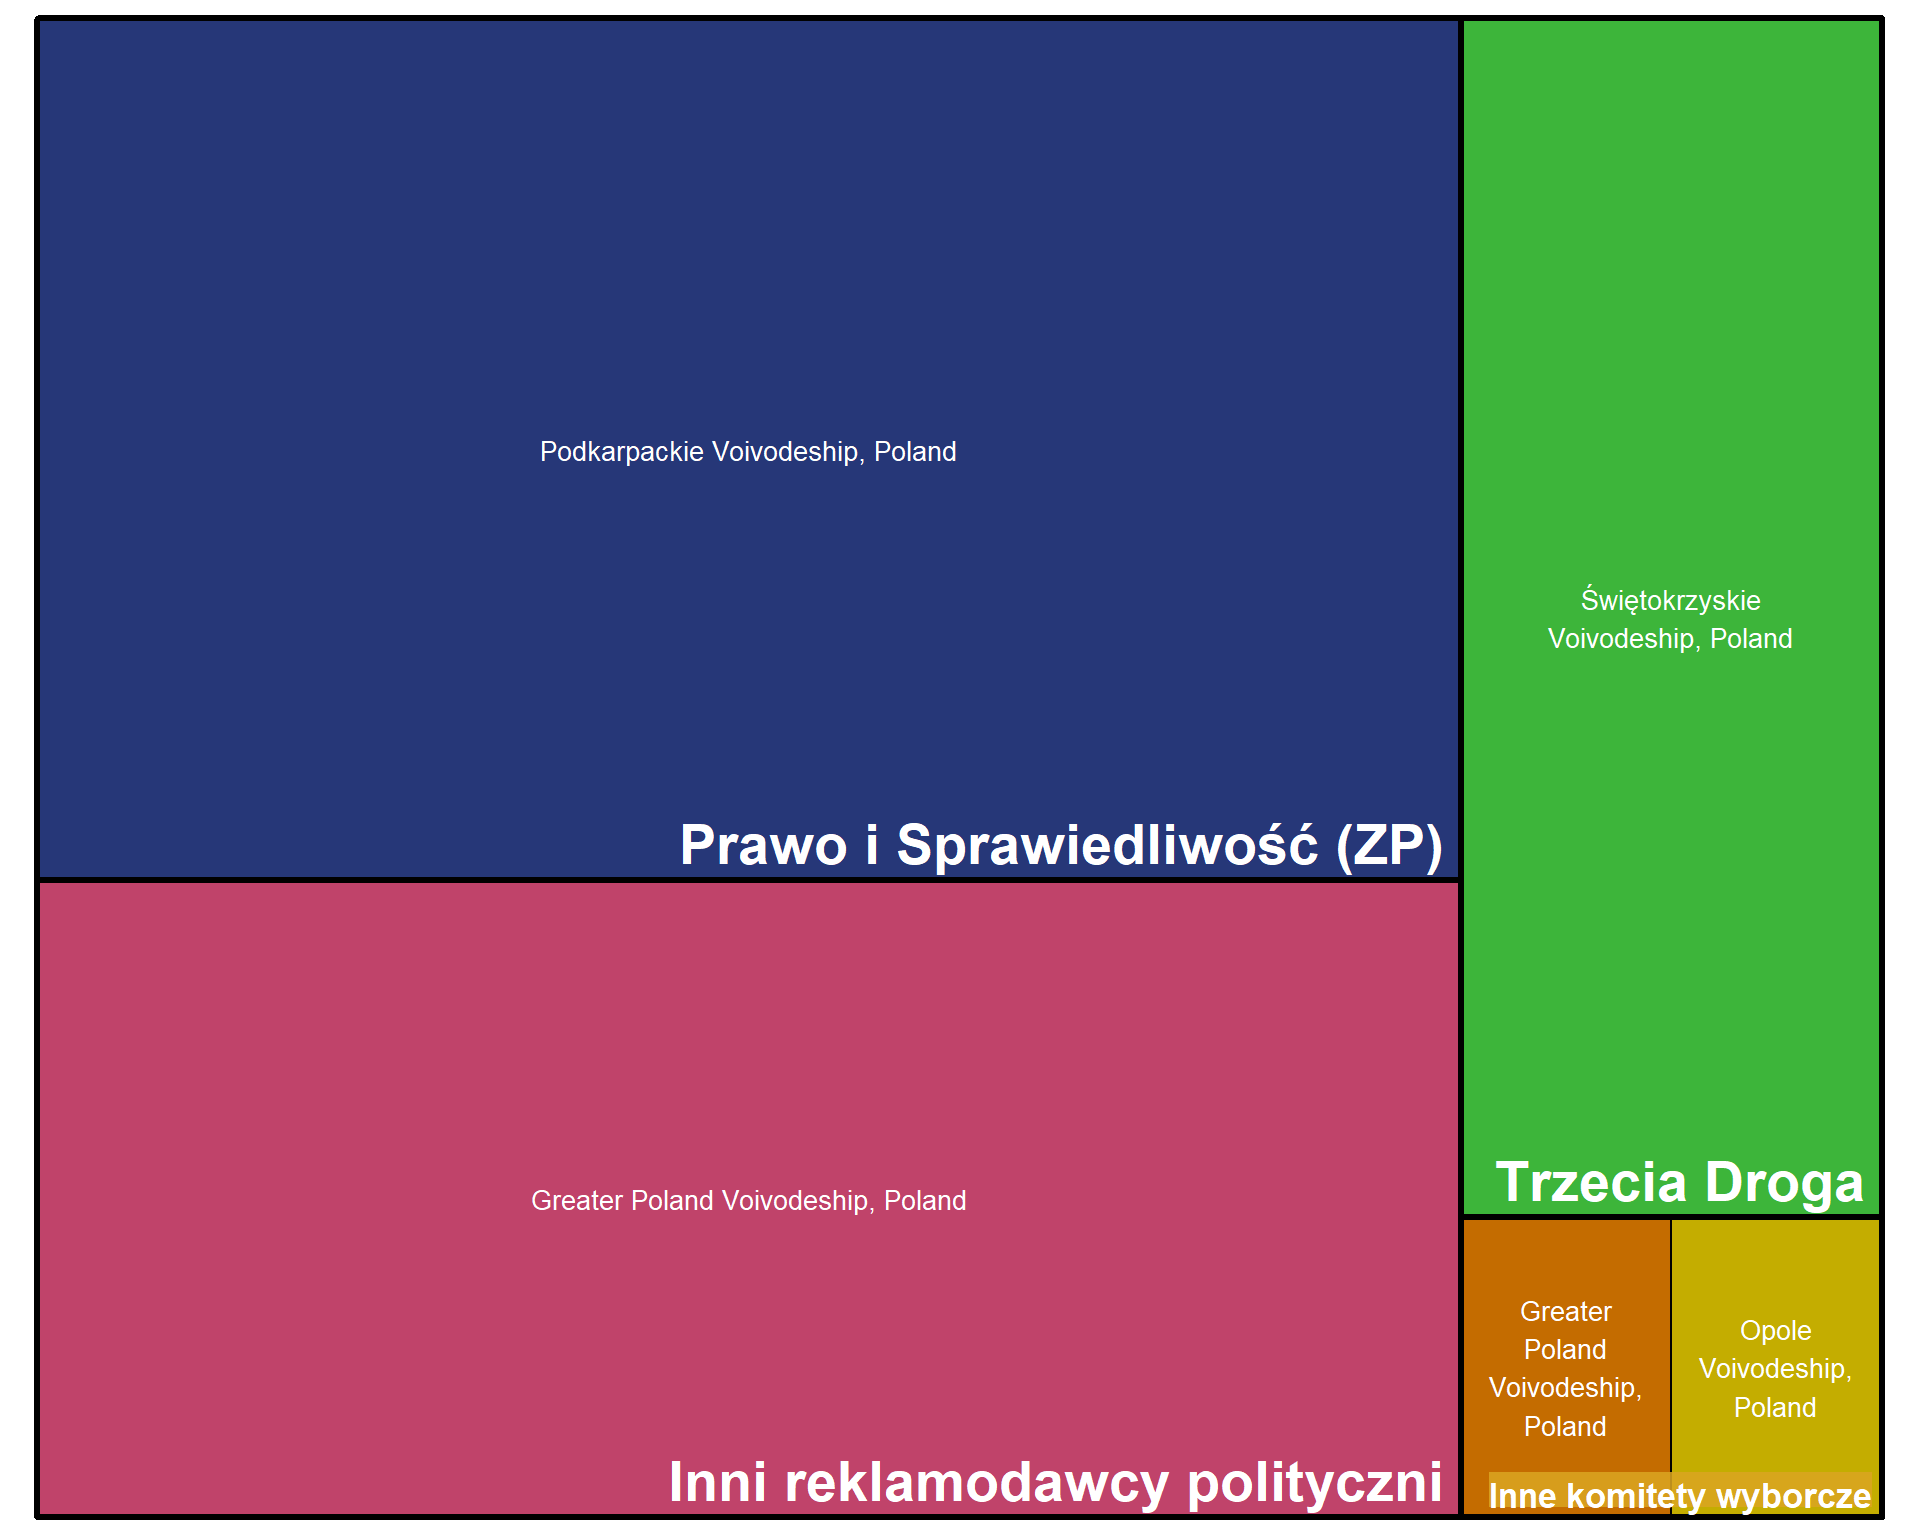 Podkarpackie Voivodeship, Poland
Prawo i Sprawiedliwość (ZP)
Greater Poland Voivodeship, Poland
Inni reklamodawcy polityczni
Świętokrzyskie
Voivodeship, Poland
Trzecia Droga
Greater
Poland
Voivodeship,
Poland
Opole
Voivodeship,
Poland
Inne komitety wyborcze